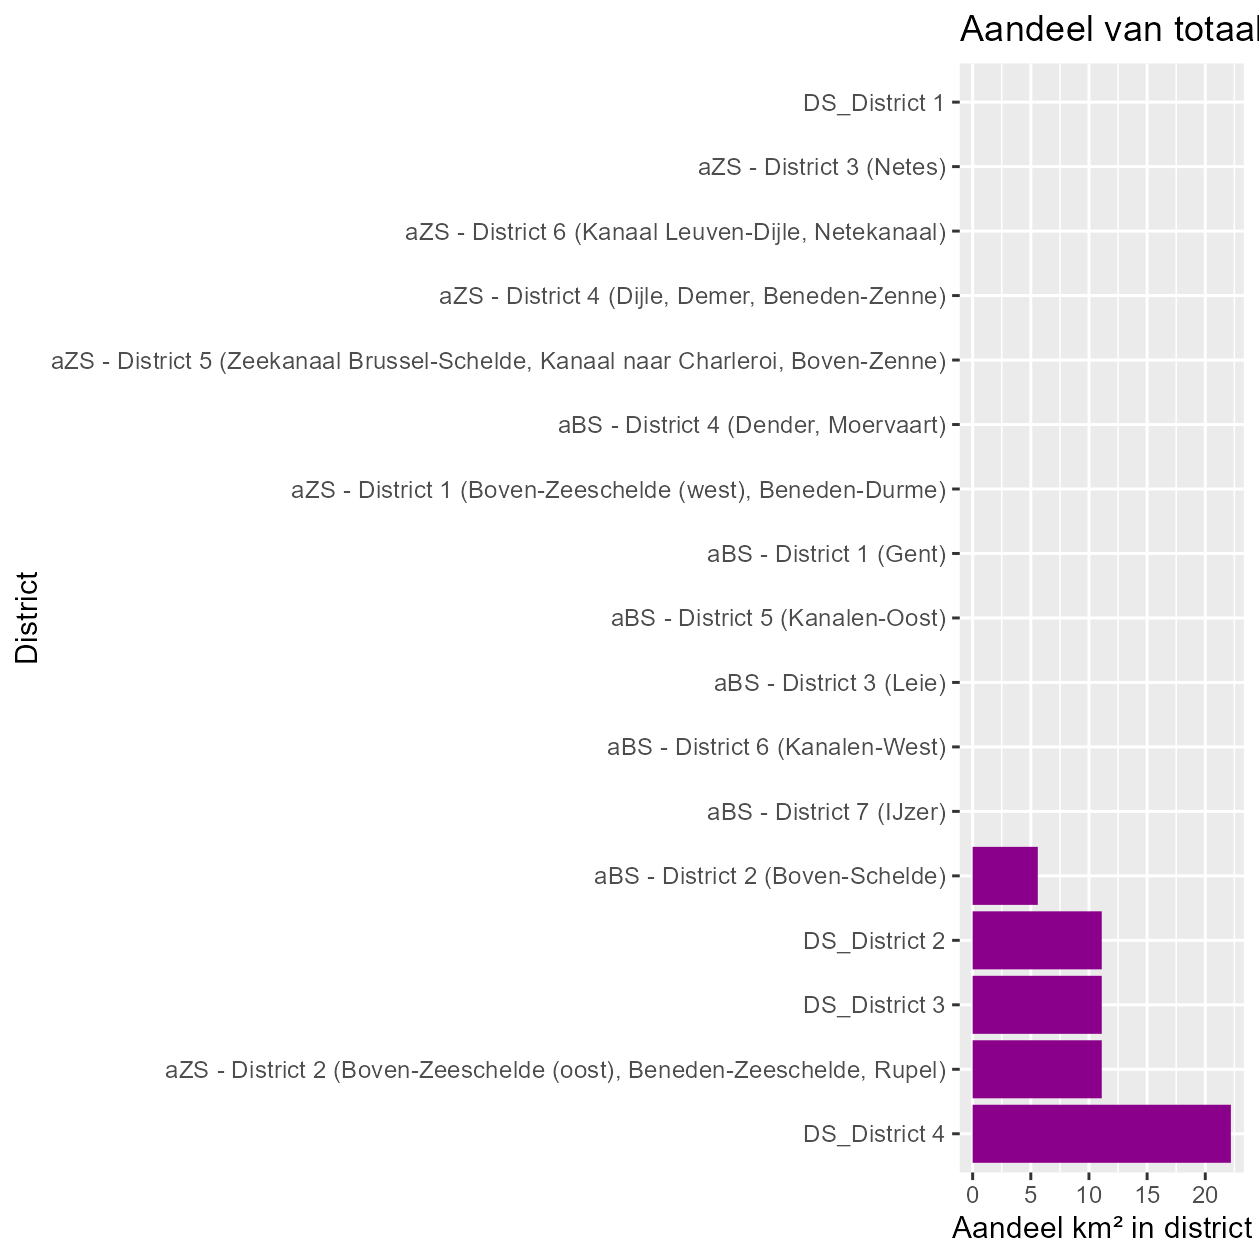 Aandeel van totaal
DS_District 1
aZS - District 3 (Netes)
aZS - District 6 (Kanaal Leuven-Dijle, Netekanaal)
aZS - District 4 (Dijle, Demer, Beneden-Zenne)
aZS - District 5 (Zeekanaal Brussel-Schelde, Kanaal naar Charleroi, Boven-Zenne)
aBS - District 4 (Dender, Moervaart)
aZS - District 1 (Boven-Zeeschelde (west), Beneden-Durme)
aBS - District 1 (Gent)
aBS - District 5 (Kanalen-Oost)
aBS - District 3 (Leie)
aBS - District 6 (Kanalen-West)
aBS - District 7 (IJzer)
aBS - District 2 (Boven-Schelde)
DS_District 2
DS_District 3
aZS - District 2 (Boven-Zeeschelde (oost), Beneden-Zeeschelde, Rupel)
DS_District 4
District
0 5 10 15 20
Aandeel km² in district